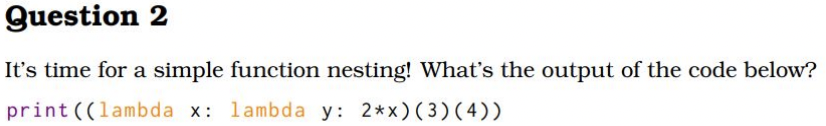 Question 2
It’s time for a simple function nesting! What’s the output of the code below?
print((lambda x: lambda y: 2*x)(3)(4))